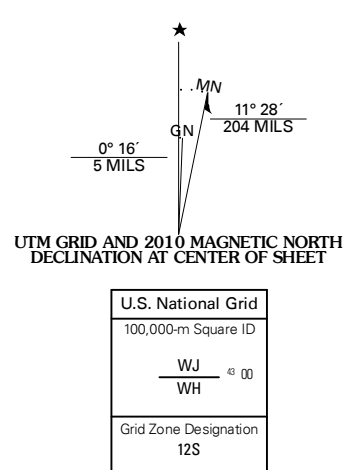 ★
MN
11° 28´
204 MILS
GN
0° 16´
5 MILS
UTM GRID AND 2010 MAGNETIC NORTH
DECLINATION AT CENTER OF SHEET
U.S. National Grid
100,000-m Square ID
WJ
43 00
WH
Grid Zone Designation
12S